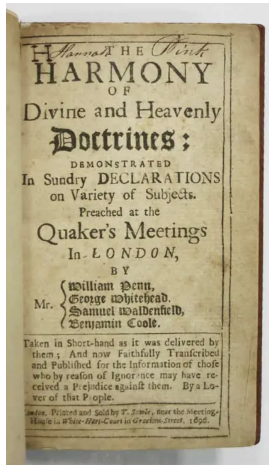 Hannah Pink
THE
HARMONY
OF
Divine and Heavenly
Doctrines;
DEMONSTRATED
In Sundry DECLARATIONS
on Variety of Subjects.
Preached at the
Quaker's Meetings
In LONDON,
BY
Mr. William Penn,
George Whitehead,
Samuel Waldenfield,
Benjamin Coole.
Taken in Short-hand as it was delivered by
them; And now Faithfully Transcribed
and Published for the Information of those
who by reason of Ignorance may have re-
ceived a Prejudice against them. By a Lo-
ver of that People.
London, Printed and Sold by T. Sowle, near the Meeting-
House in White-Hart-Court in Gracious-Street, 1696.